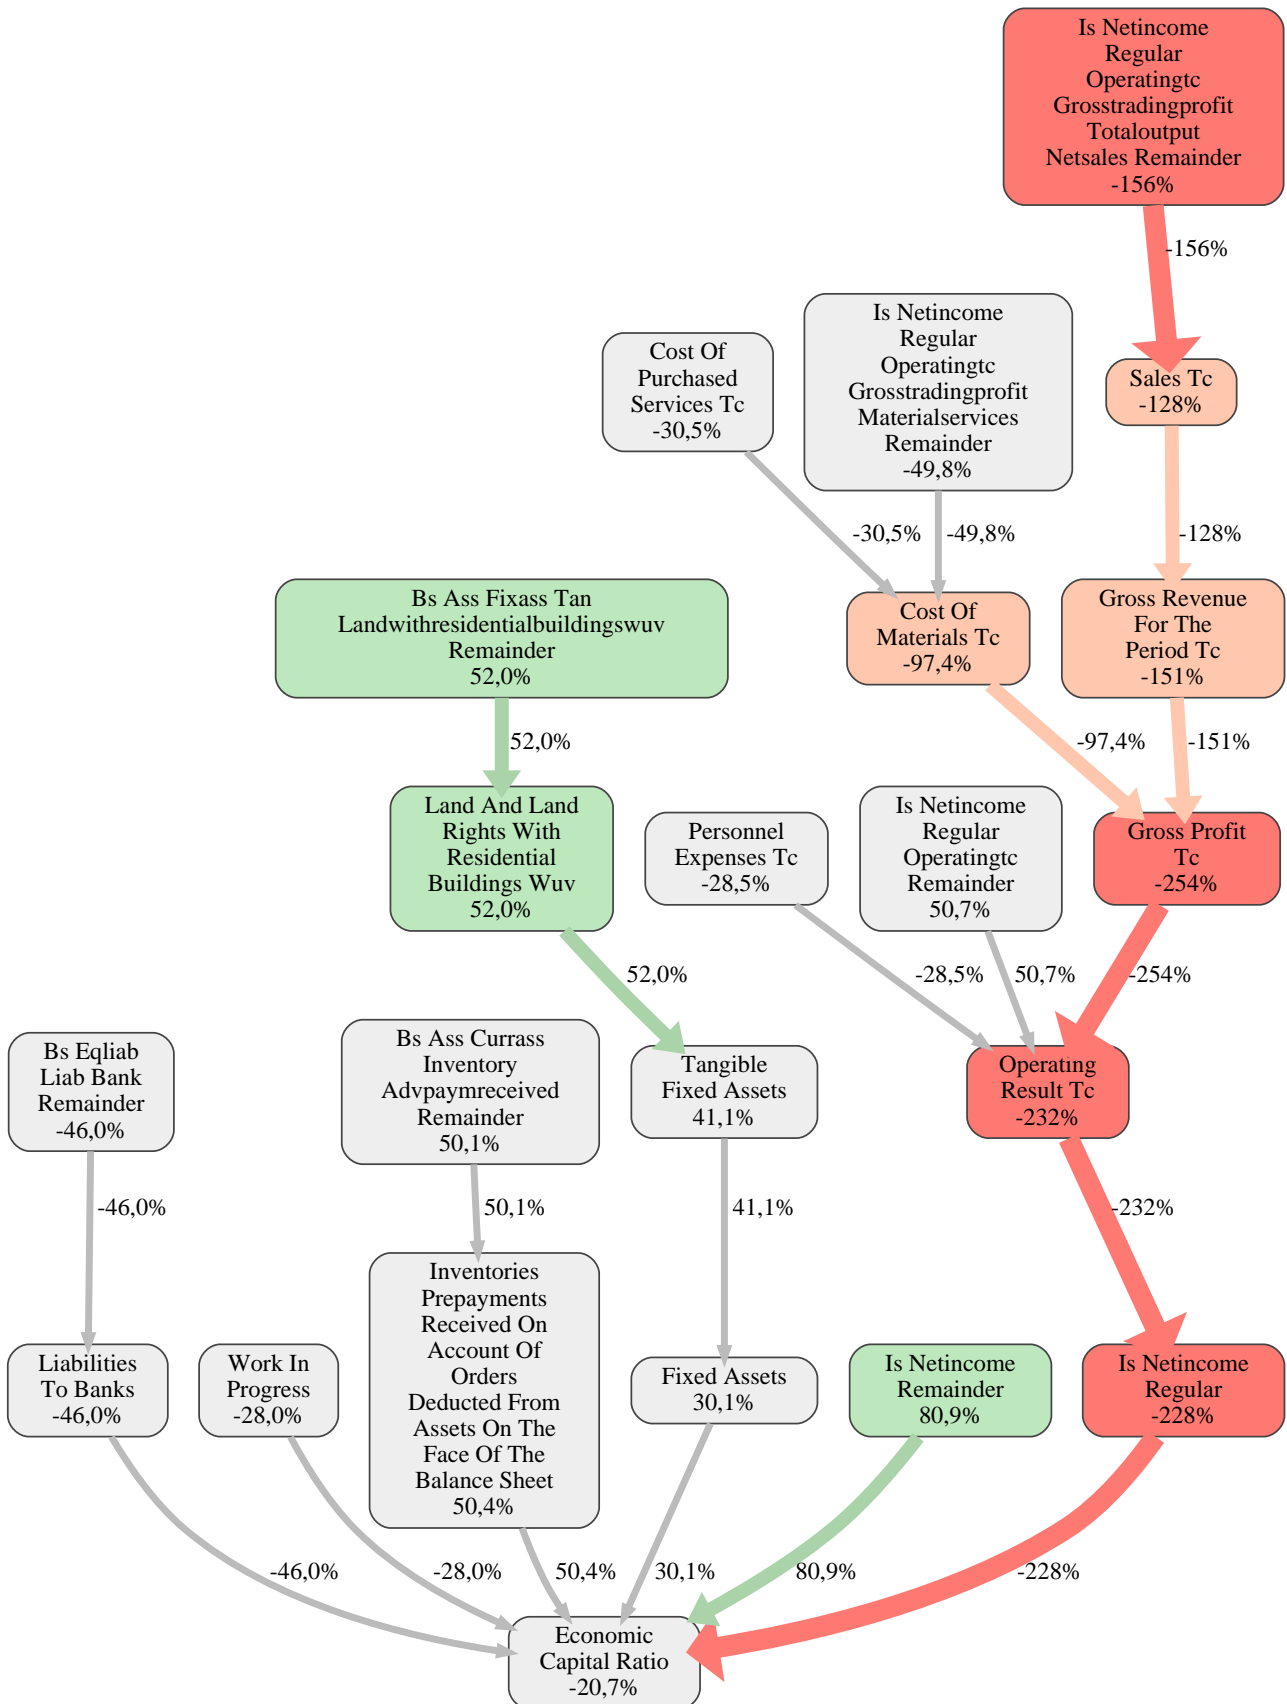 Is Netincome
Regular
Operatingtc
Grosstradingprofit
Totaloutput
Netsales Remainder
-156%
-156%
Is Netincome
Regular
Operatingtc
Grosstradingprofit
Materialservices
Remainder
-49,8%
Cost Of
Purchased
Services Tc
-30,5%
Sales Tc
-128%
-30,5%
-49,8%
-128%
Bs Ass Fixass Tan
Landwithresidentialbuildingswuv
Remainder
52,0%
Cost Of
Materials Tc
-97,4%
Gross Revenue
For The
Period Tc
-151%
52,0%
-97,4%
-151%
Land And Land
Rights With
Residential
Buildings Wuv
52,0%
Personnel
Expenses Tc
-28,5%
Is Netincome
Regular
Operatingtc
Remainder
50,7%
Gross Profit
Tc
-254%
52,0%
-28,5%
50,7%
-254%
Bs Eqliab
Liab Bank
Remainder
-46,0%
Bs Ass Currass
Inventory
Advpaymreceived
Remainder
50,1%
Tangible
Fixed Assets
41,1%
Operating
Result Tc
-232%
-46,0%
50,1%
41,1%
-232%
Liabilities
To Banks
-46,0%
Work In
Progress
-28,0%
Inventories
Prepayments
Received On
Account Of
Orders
Deducted From
Assets On The
Face Of The
Balance Sheet
50,4%
Fixed Assets
30,1%
Is Netincome
Remainder
80,9%
Is Netincome
Regular
-228%
-46,0%
-28,0%
50,4%
30,1%
80,9%
-228%
Economic
Capital Ratio
-20,7%